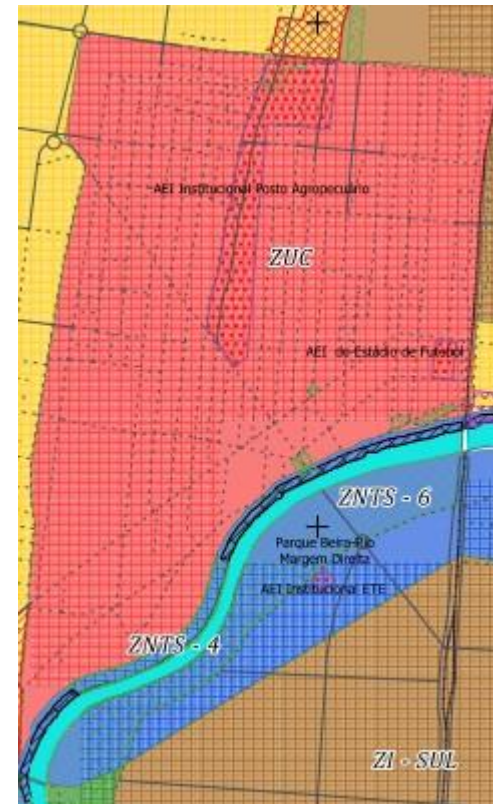 AEI Institucional Posto Agropecuário
ZUC
AEI do Estádio de Futebol
ZNTS - 6
Parque Beira-Rio
Margem Direita
AEI Institucional ETE
ZNTS - 4
ZI - SUL